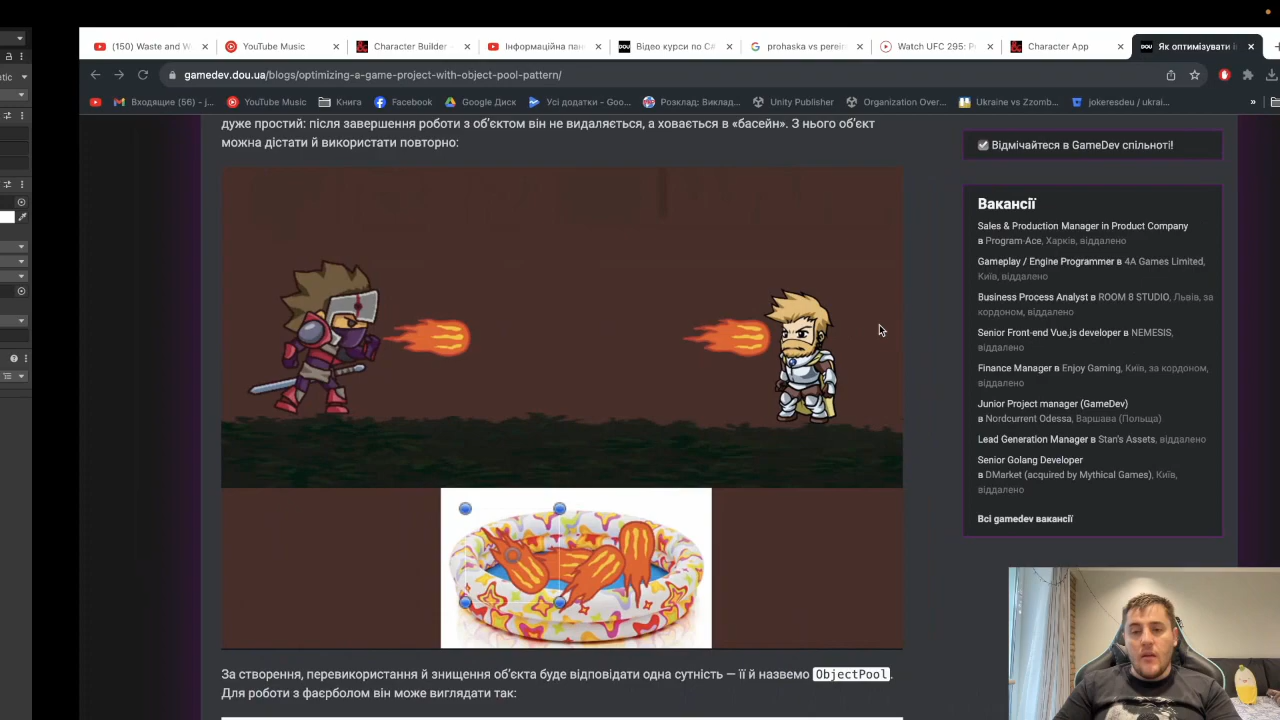 (150) Waste and W
YouTube Music
Character Builder -
Інформаційна пан
Відео курси по C#
prohaska vs pereir
Watch UFC 295: Pr
Character App
Як оптимізувати і
gamedev.dou.ua/blogs/optimizing-a-game-project-with-object-pool-pattern/
Входящие (56) - j...
YouTube Music
Книга
Facebook
Google Диск
Усі додатки - Goo...
Розклад: Виклад...
Unity Publisher
Organization Over...
Ukraine vs Zzomb...
jokeresdeu / ukrai...
»
дуже простий: після завершення роботи з об’єктом він не видаляється, а ховається в «басейн». З нього об’єкт
можна дістати й використати повторно:
Відмічайтеся в GameDev спільноті!
Вакансії
Sales & Production Manager in Product Company
в Program-Ace, Харків, віддалено
Gameplay / Engine Programmer в 4A Games Limited,
Київ, віддалено
Business Process Analyst в ROOM 8 STUDIO, Львів, за
кордоном, віддалено
Senior Front-end Vue.js developer в NEMESIS,
віддалено
Finance Manager в Enjoy Gaming, Київ, за кордоном,
віддалено
Junior Project manager (GameDev)
в Nordcurrent Odessa, Варшава (Польща)
Lead Generation Manager в Stan’s Assets, віддалено
Senior Golang Developer
в DMarket (acquired by Mythical Games), Київ,
віддалено
Всі gamedev вакансії
За створення, перевикористання й знищення об’єкта буде відповідати одна сутність — її й назвемо ObjectPool.
Для роботи з фаєрболом він може виглядати так: